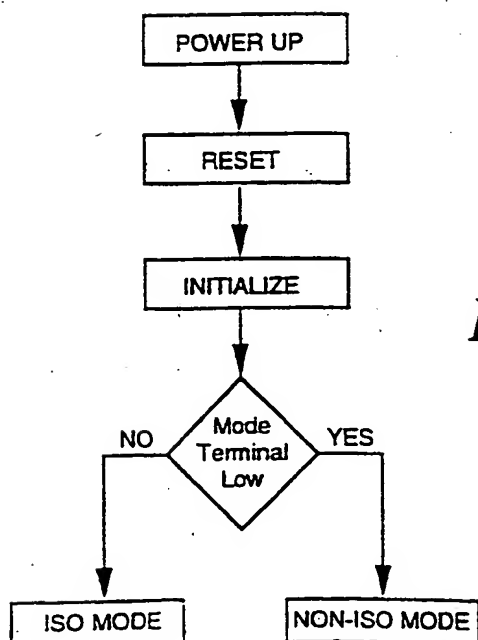 POWER UP
RESET
INITIALIZE
Mode
Terminal
Low
NO
YES
ISO MODE
NON-ISO MODE